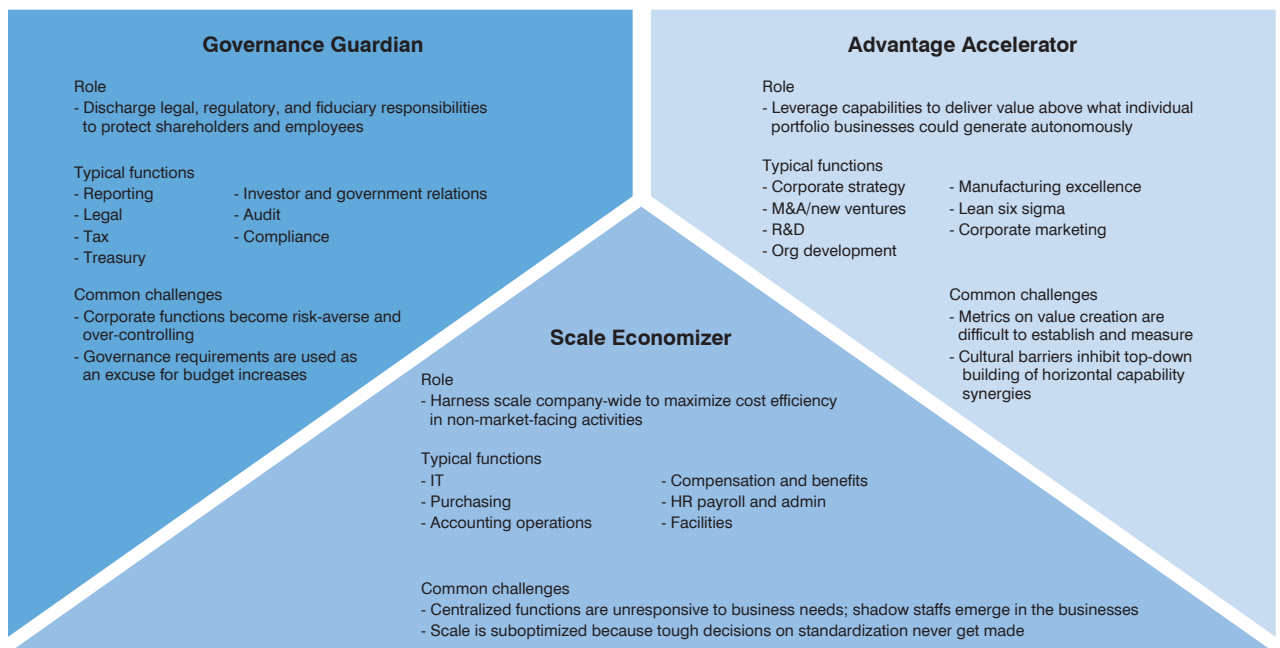 Governance Guardian
Role
- Discharge legal, regulatory, and fiduciary responsibilities
to protect shareholders and employees
Typical functions
- Reporting
- Legal
- Tax
- Treasury
- Investor and government relations
- Audit
- Compliance
Common challenges
- Corporate functions become risk-averse and
over-controlling
- Governance requirements are used as
an excuse for budget increases
Advantage Accelerator
Role
- Leverage capabilities to deliver value above what individual
portfolio businesses could generate autonomously
Typical functions
- Corporate strategy
- M&A/new ventures
- R&D
- Org development
- Manufacturing excellence
- Lean six sigma
- Corporate marketing
Common challenges
- Metrics on value creation are
difficult to establish and measure
- Cultural barriers inhibit top-down
building of horizontal capability
synergies
Scale Economizer
Role
- Harness scale company-wide to maximize cost efficiency
in non-market-facing activities
Typical functions
- IT
- Purchasing
- Accounting operations
- Compensation and benefits
- HR payroll and admin
- Facilities
Common challenges
- Centralized functions are unresponsive to business needs; shadow staffs emerge in the businesses
- Scale is suboptimized because tough decisions on standardization never get made